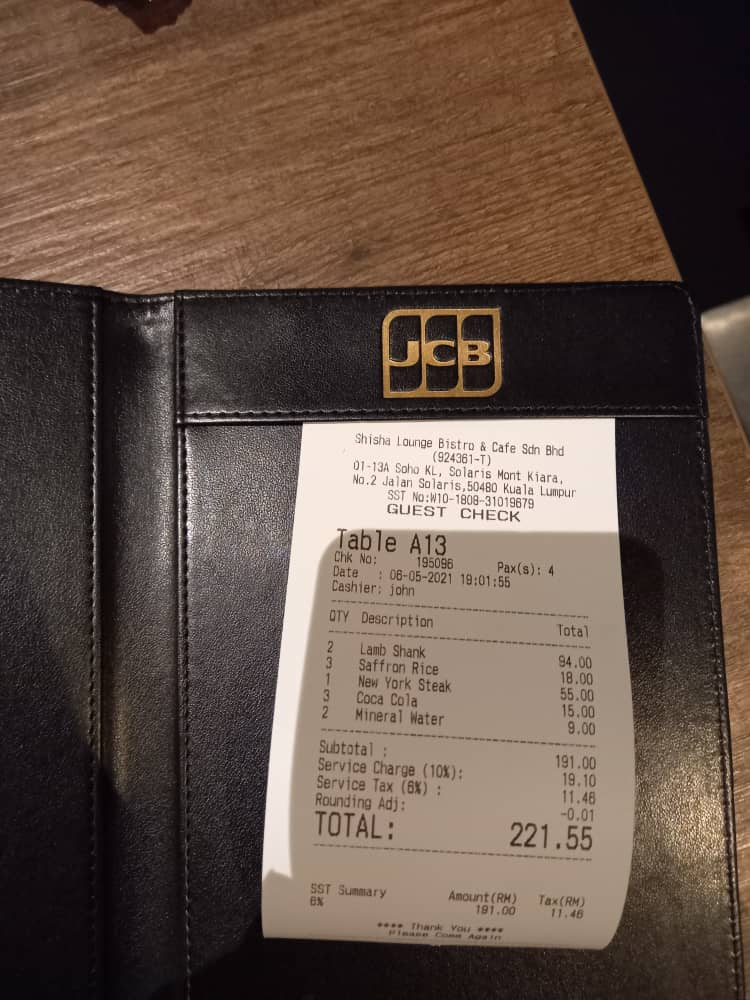 JCB
Shisha Lounge Bistro & Cafe Sdn Bhd
(924361-T)
01-13A Soho KL, Solaris Mont Kiara,
No.2 Jalan Solaris,50480 Kuala Lumpur
SST No:W10-1808-31019679
GUEST CHECK
Table A13
Chk No: 195096 Pax(s): 4
Date : 06-05-2021 19:01:55
Cashier: john
QTY Description Total
2 Lamb Shank 94.00
3 Saffron Rice 18.00
1 New York Steak 55.00
3 Coca Cola 15.00
2 Mineral Water 9.00
Subtotal : 191.00
Service Charge (10%): 19.10
Service Tax (6%) : 11.46
Rounding Adj: -0.01
TOTAL: 221.55
SST Summary Amount(RM) Tax(RM)
6% 191.00 11.46
**** Thank You ****
Please Come Again